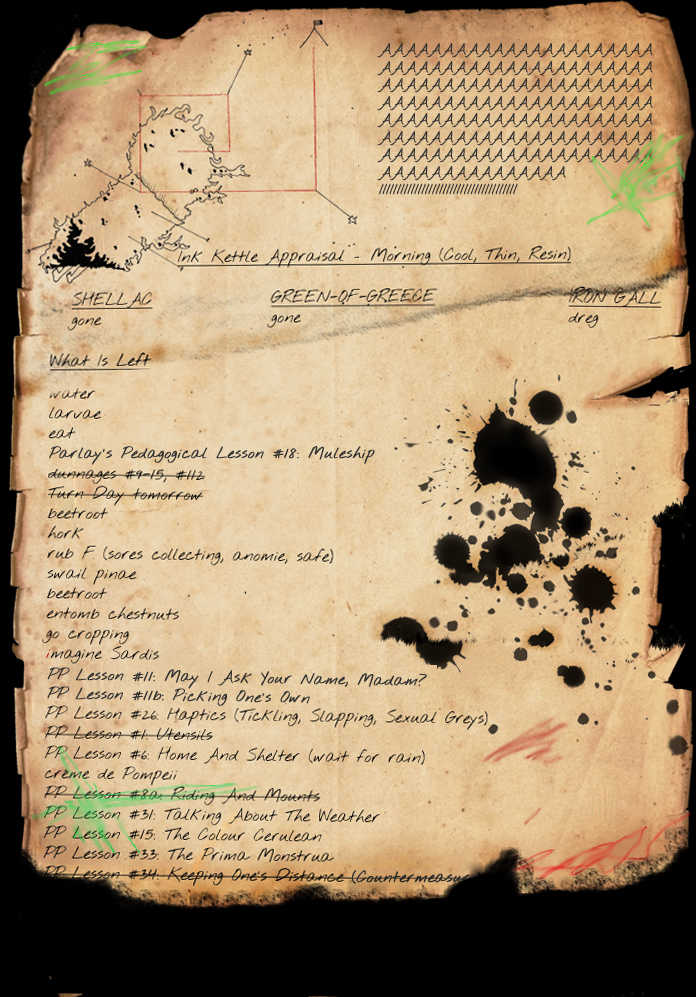 AAAAAAAAAAAAAAAAAAAAAAA
AAAAAAAAAAAAAAAAAAAAAAA
AAAAAAAAAAAAAAAAAAAAAAA
AAAAAAAAAAAAAAAAAAAAAAA
AAAAAAAAAAAAAAAAAAAAAAA
AAAAAAAAAAAAAAAAAAAAAAA
AAAAAAAAAAAAAAAAAAAAAAA
AAAAAAAAAAAAAAAA
Ink Kettle Appraisal - Morning (Cool, Thin, Resin)
SHELLAC GREEN-OF-GREECE IRON GALL
gone gone dreg
What Is Left
water
larvae
eat
Parlay's Pedagogical Lesson #18: Muleship
dunnages #9-15, #112
Turn Day tomorrow
beetroot
hork
rub F (sores collecting, anomie, safe)
swail pinae
beetroot
entomb chestnuts
go cropping
imagine Sardis
PP Lesson #11: May I Ask Your Name, Madam?
PP Lesson #11b: Picking One's Own
PP Lesson #26: Haptics (Tickling, Slapping, Sexual Greys)
PP Lesson #1: Utensils
PP Lesson #6: Home And Shelter (wait for rain)
creme de Pompeii
PP Lesson #8a: Riding And Mounts
PP Lesson #31: Talking About The Weather
PP Lesson #15: The Colour Cerulean
PP Lesson #33: The Prima Monstrua
PP Lesson #34: Keeping One's Distance (Countermeasu